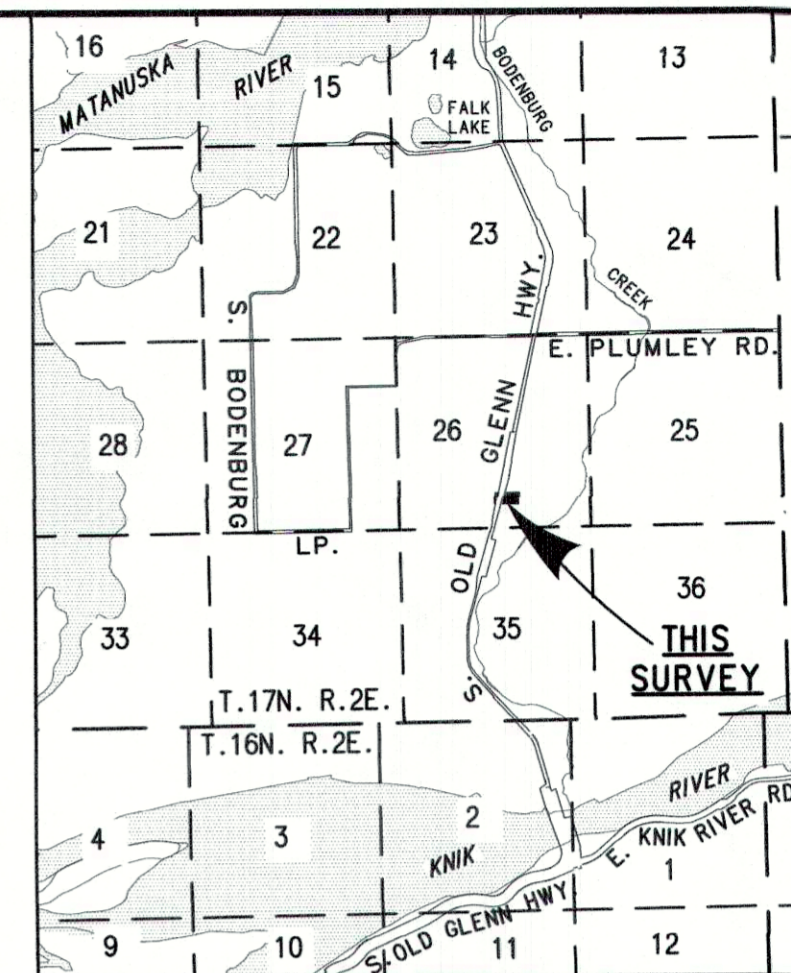 16
15
14
13
MATANUSKA RIVER
BODENBURG
FALK
LAKE
21
22
23
24
HWY.
CREEK
S. BODENBURG
E. PLUMLEY RD.
28
27
26
25
GLENN
LP.
OLD
33
34
35
36
S.
THIS
SURVEY
T.17N. R.2E.
T.16N. R.2E.
4
3
2
KNIK
RIVER
E. KNIK RIVER RD
1
9
10
S. OLD GLENN HWY
11
12